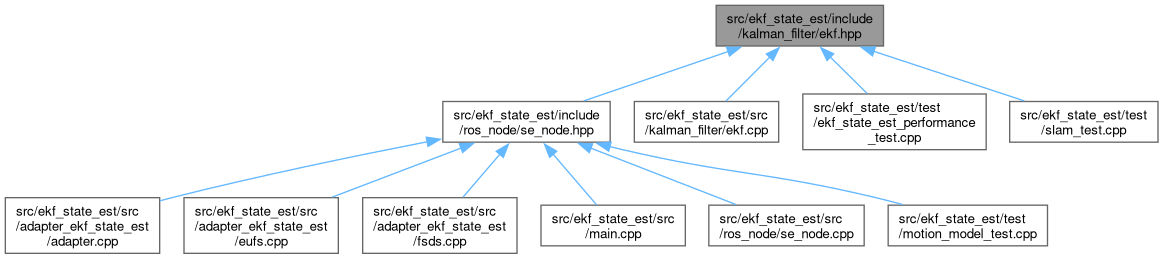 src/ekf_state_est/include
/kalman_filter/ekf.hpp
src/ekf_state_est/include
/ros_node/se_node.hpp
src/ekf_state_est/src
/kalman_filter/ekf.cpp
src/ekf_state_est/test
/ekf_state_est_performance
_test.cpp
src/ekf_state_est/test
/slam_test.cpp
src/ekf_state_est/src
/adapter_ekf_state_est
/adapter.cpp
src/ekf_state_est/src
/adapter_ekf_state_est
/eufs.cpp
src/ekf_state_est/src
/adapter_ekf_state_est
/fsds.cpp
src/ekf_state_est/src
/main.cpp
src/ekf_state_est/src
/ros_node/se_node.cpp
src/ekf_state_est/test
/motion_model_test.cpp